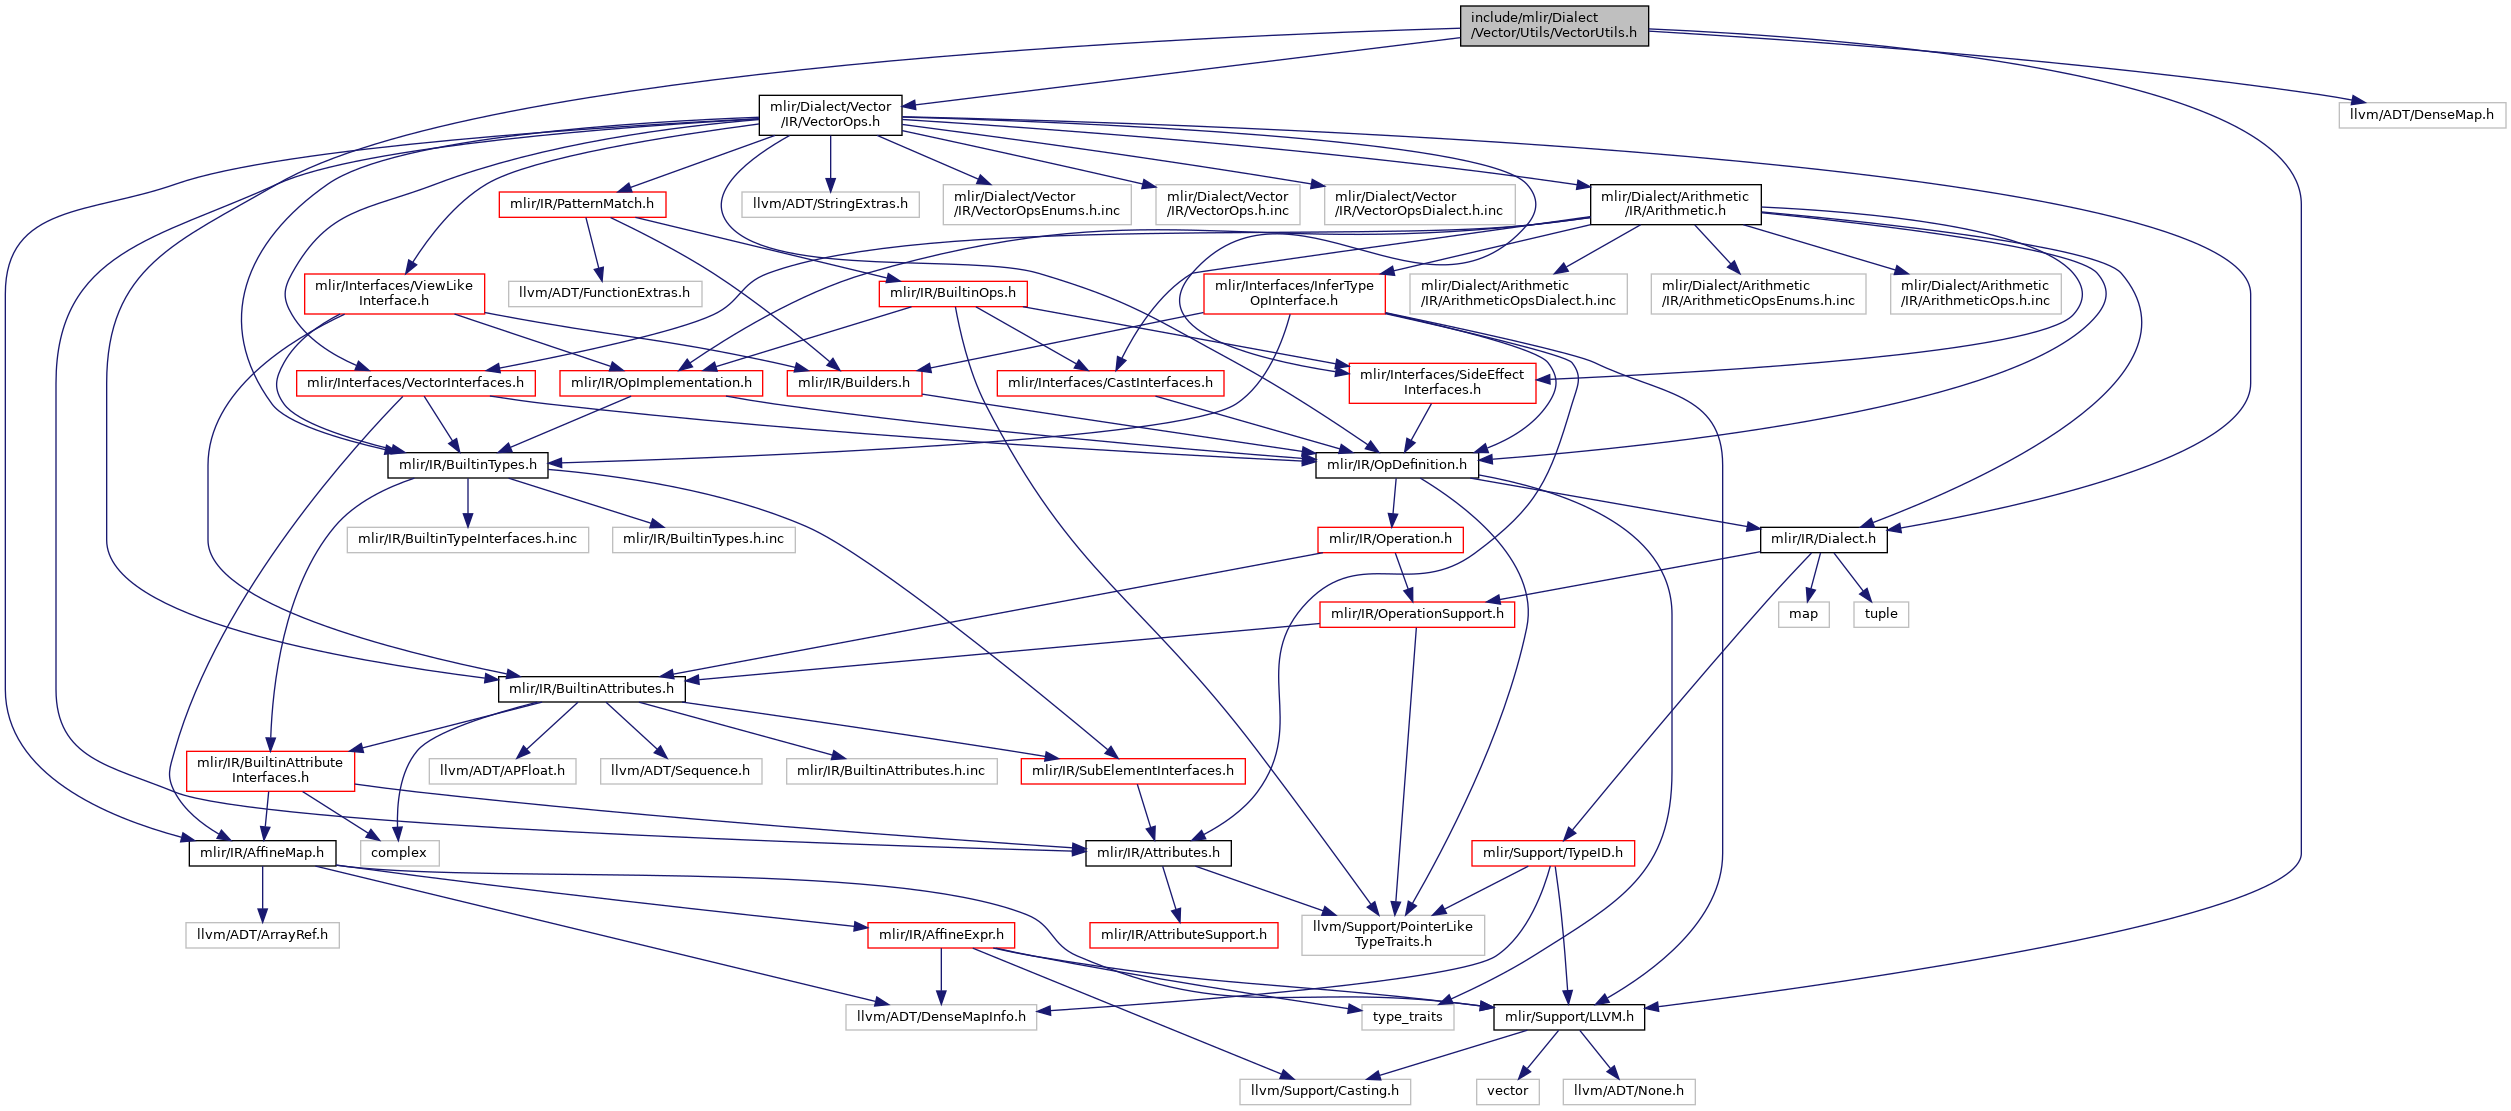 include/mlir/Dialect
/Vector/Utils/VectorUtils.h
mlir/Dialect/Vector
/IR/VectorOps.h
llvm/ADT/DenseMap.h
mlir/IR/PatternMatch.h
llvm/ADT/StringExtras.h
mlir/Dialect/Vector
/IR/VectorOpsEnums.h.inc
mlir/Dialect/Vector
/IR/VectorOps.h.inc
mlir/Dialect/Vector
/IR/VectorOpsDialect.h.inc
mlir/Dialect/Arithmetic
/IR/Arithmetic.h
mlir/Interfaces/ViewLike
Interface.h
llvm/ADT/FunctionExtras.h
mlir/IR/BuiltinOps.h
mlir/Interfaces/InferType
OpInterface.h
mlir/Dialect/Arithmetic
/IR/ArithmeticOpsDialect.h.inc
mlir/Dialect/Arithmetic
/IR/ArithmeticOpsEnums.h.inc
mlir/Dialect/Arithmetic
/IR/ArithmeticOps.h.inc
mlir/Interfaces/VectorInterfaces.h
mlir/IR/OpImplementation.h
mlir/IR/Builders.h
mlir/Interfaces/CastInterfaces.h
mlir/Interfaces/SideEffect
Interfaces.h
mlir/IR/BuiltinTypes.h
mlir/IR/OpDefinition.h
mlir/IR/BuiltinTypeInterfaces.h.inc
mlir/IR/BuiltinTypes.h.inc
mlir/IR/Operation.h
mlir/IR/Dialect.h
mlir/IR/OperationSupport.h
map
tuple
mlir/IR/BuiltinAttributes.h
mlir/IR/BuiltinAttribute
Interfaces.h
llvm/ADT/APFloat.h
llvm/ADT/Sequence.h
mlir/IR/BuiltinAttributes.h.inc
mlir/IR/SubElementInterfaces.h
mlir/IR/AffineMap.h
complex
mlir/IR/Attributes.h
mlir/Support/TypeID.h
llvm/ADT/ArrayRef.h
mlir/IR/AffineExpr.h
mlir/IR/AttributeSupport.h
llvm/Support/PointerLike
TypeTraits.h
llvm/ADT/DenseMapInfo.h
type_traits
mlir/Support/LLVM.h
llvm/Support/Casting.h
vector
llvm/ADT/None.h